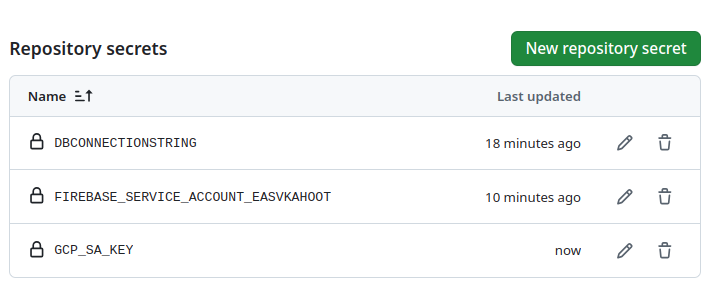 Repository secrets
New repository secret
Name Last updated
DBCONNECTIONSTRING 18 minutes ago
FIREBASE_SERVICE_ACCOUNT_EASVKAHOOT 10 minutes ago
GCP_SA_KEY now